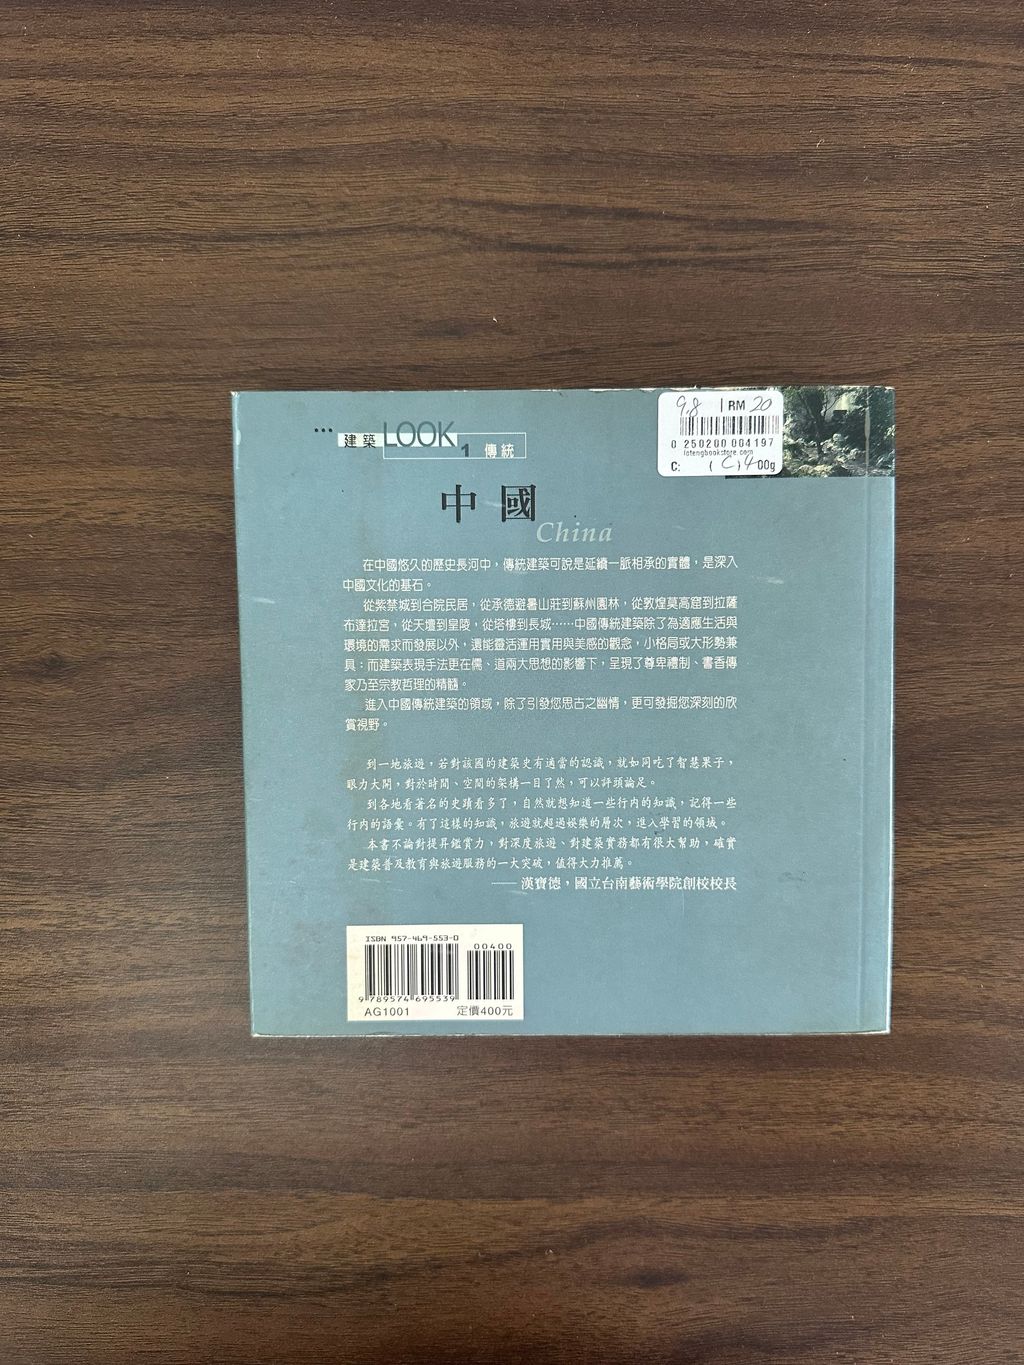 9.8 | RM 20
0 250200 004197
lotengbookstore.com
C: ( C ) 400g
建築LOOK 1 傳統
中國
China
在中國悠久的歷史長河中，傳統建築可說是延續一脈相承的實體，是深入
中國文化的基石。
從紫禁城到合院民居，從承德避暑山莊到蘇州園林，從敦煌莫高窟到拉薩
布達拉宮，從天壇到皇陵，從塔樓到長城……中國傳統建築除了為適應生活與
環境的需求而發展以外，還能靈活運用實用與美感的觀念，小格局或大形勢兼
具；而建築表現手法更在儒、道兩大思想的影響下，呈現了尊卑禮制、書香傳
家乃至宗教哲理的精髓。
進入中國傳統建築的領域，除了引發您思古之幽情，更可發掘您深刻的欣
賞視野。
到一地旅遊，若對該國的建築史有適當的認識，就如同吃了智慧果子，
眼力大開，對於時間、空間的架構一目了然，可以評頭論足。
到各地看著名的史蹟看多了，自然就想知道一些行內的知識，記得一些
行內的語彙。有了這樣的知識，旅遊就超過娛樂的層次，進入學習的領域。
本書不論對提昇鑑賞力，對深度旅遊、對建築實務都有很大幫助，確實
是建築普及教育與旅遊服務的一大突破，值得大力推薦。
——漢寶德，國立台南藝術學院創校校長
ISBN 957-469-553-0
00400
9 789574 695539
AG1001 定價400元